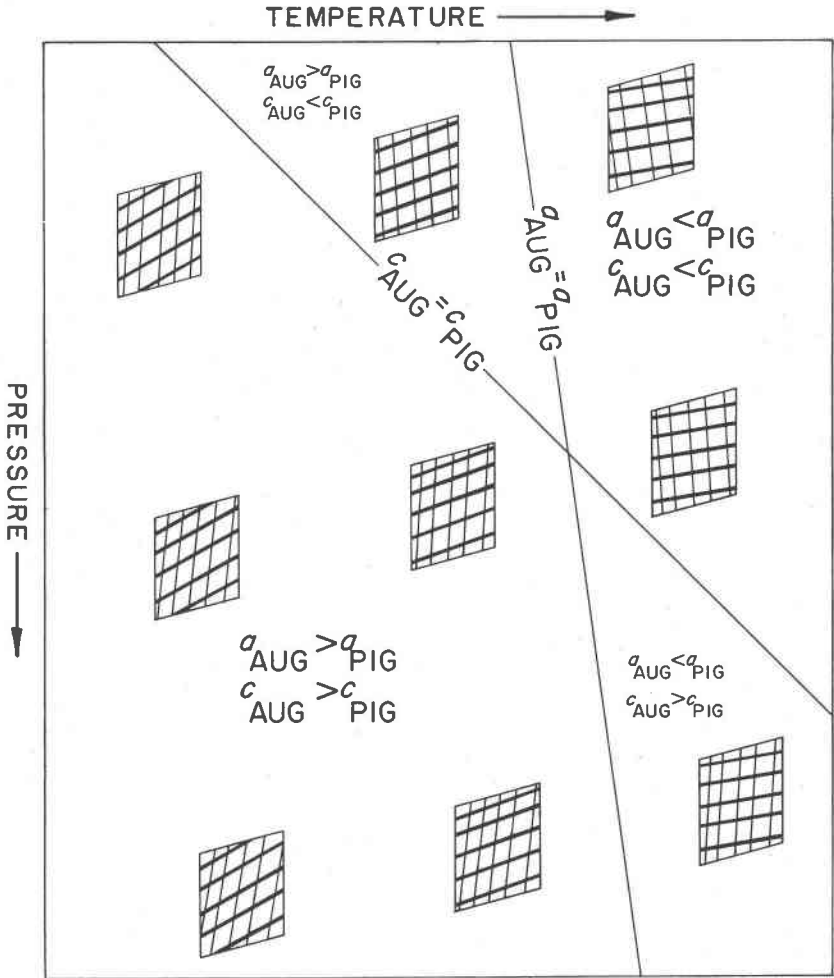 TEMPERATURE
aAUG>aPIG
cAUG<cPIG
aAUG<aPIG
cAUG<cPIG
aAUG=aPIG
cAUG=cPIG
PRESSURE
aAUG>aPIG
cAUG>cPIG
aAUG<aPIG
cAUG>cPIG